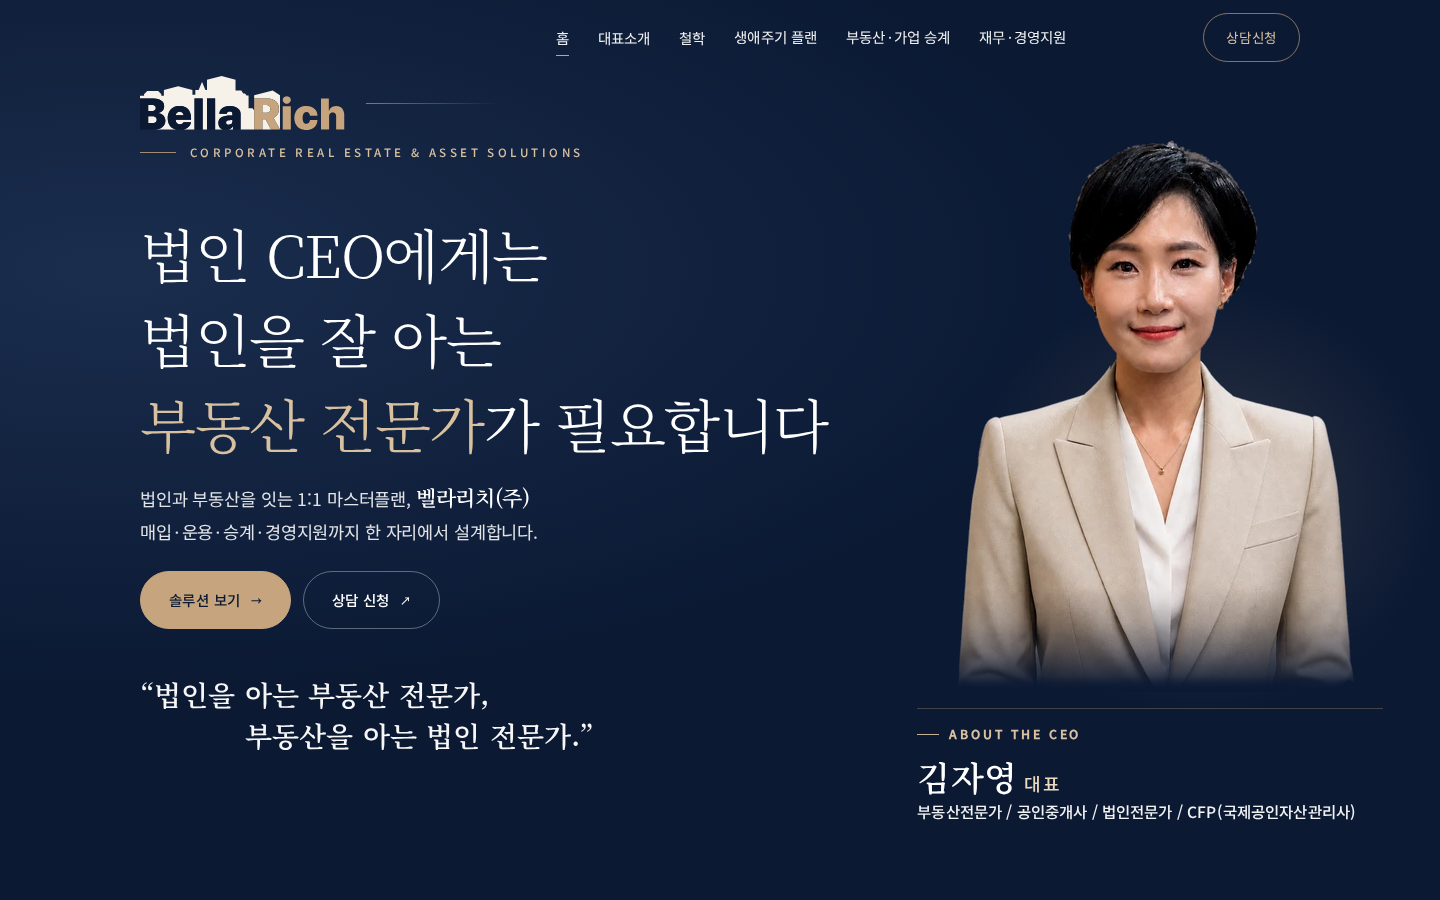 홈 대표소개 철학 생애주기 플랜 부동산·가업 승계 재무·경영지원 상담신청
Bella Rich
CORPORATE REAL ESTATE & ASSET SOLUTIONS
법인 CEO에게는
법인을 잘 아는
부동산 전문가가 필요합니다
법인과 부동산을 잇는 1:1 마스터플랜, 벨라리치(주)
매입·운용·승계·경영지원까지 한 자리에서 설계합니다.
솔루션 보기 → 상담 신청 ↗
“법인을 아는 부동산 전문가,
부동산을 아는 법인 전문가.”
ABOUT THE CEO
김자영 대표
부동산전문가 / 공인중개사 / 법인전문가 / CFP(국제공인자산관리사)